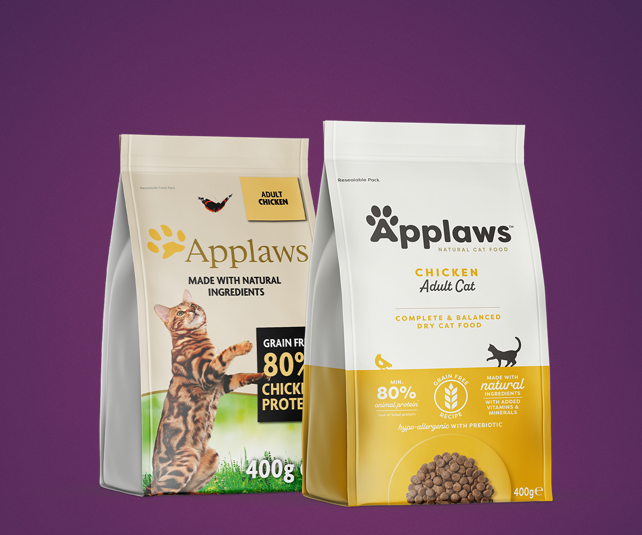 ADULT
CHICKEN
Applaws
MADE WITH NATURAL
INGREDIENTS
GRAIN FR
80%
CHICK
PROTE
400g
Resealable Pack
Applaws™
NATURAL CAT FOOD
CHICKEN
Adult Cat
COMPLETE & BALANCED
DRY CAT FOOD
MIN.
80%
animal protein
GRAIN FREE
RECIPE
MADE WITH
natural
INGREDIENTS
WITH ADDED
VITAMINS &
MINERALS
hypo-allergenic WITH PREBIOTIC
400g℮